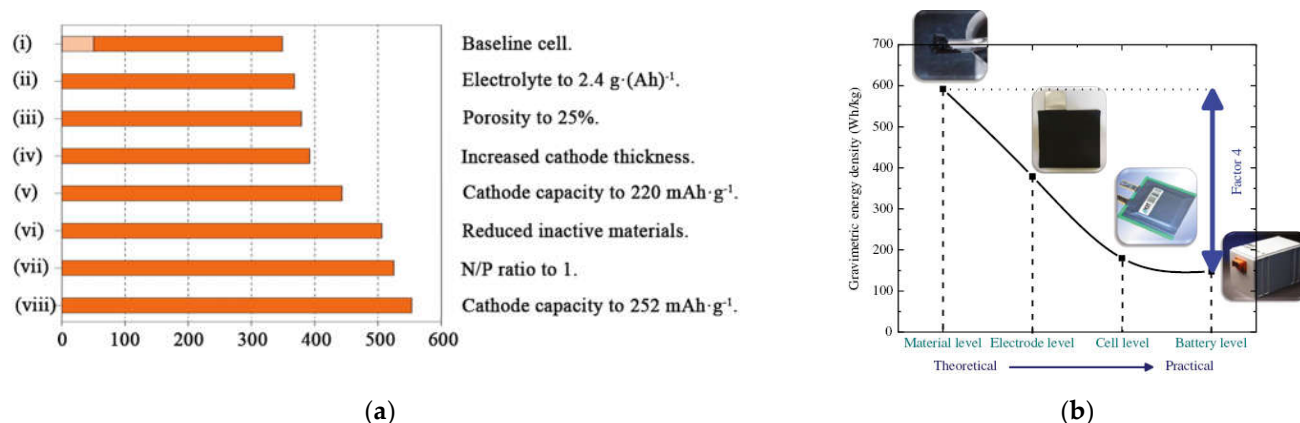 (i) Baseline cell.
(ii) Electrolyte to 2.4 g·(Ah)⁻¹.
(iii) Porosity to 25%.
(iv) Increased cathode thickness.
(v) Cathode capacity to 220 mAh·g⁻¹.
(vi) Reduced inactive materials.
(vii) N/P ratio to 1.
(viii) Cathode capacity to 252 mAh·g⁻¹.
0 100 200 300 400 500 600
(a)
Gravimetric energy density (Wh/kg)
700
600
500
400
300
200
100
0
Factor 4
Material level Electrode level Cell level Battery level
Theoretical Practical
(b)